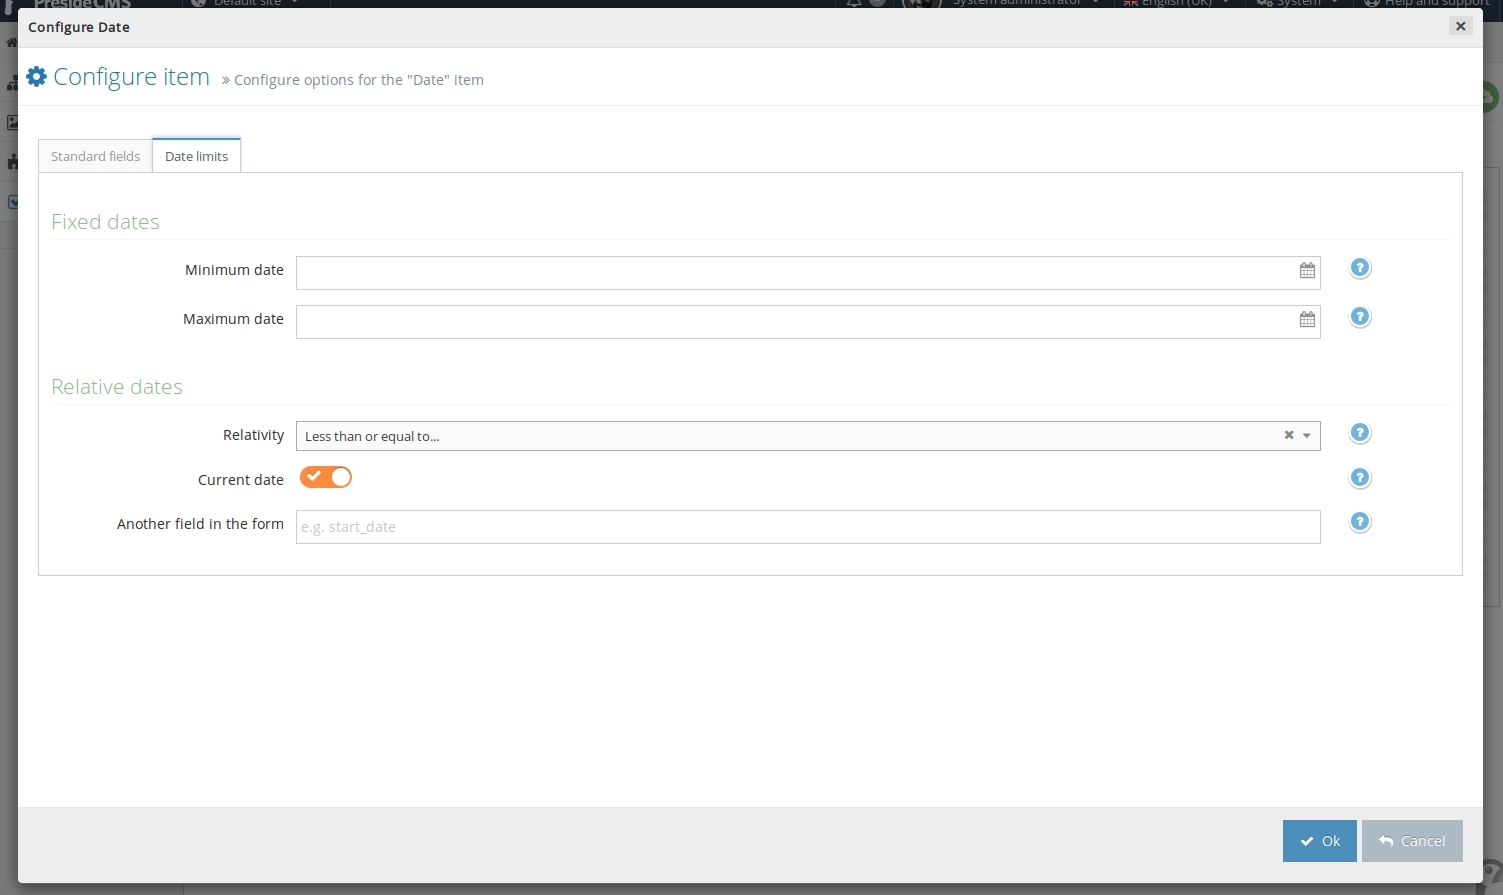 PresideCMS
Default site
System administrator
English (UK)
System
Help and support
Configure Date
Configure item » Configure options for the "Date" item
Standard fields
Date limits
Fixed dates
Minimum date
Maximum date
Relative dates
Relativity
Less than or equal to...
Current date
Another field in the form
e.g. start_date
Ok
Cancel